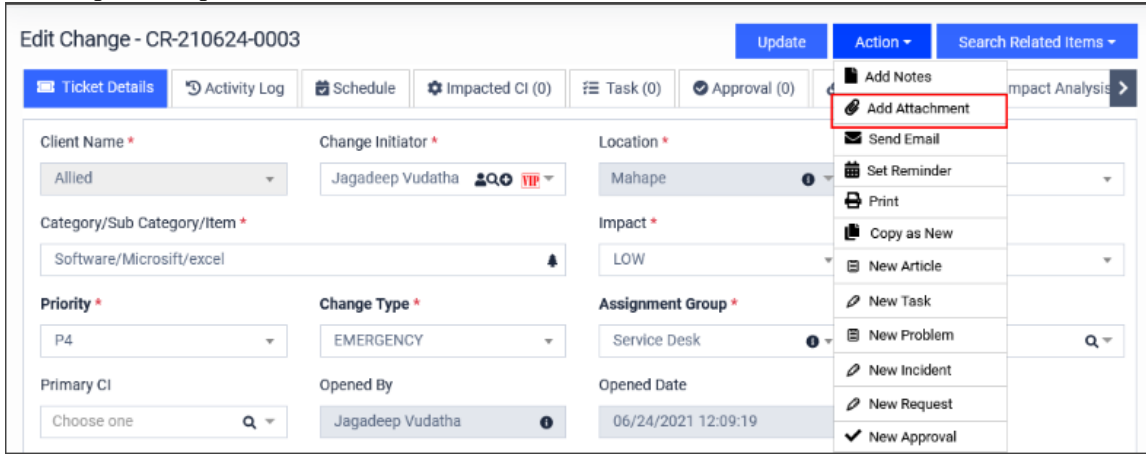 Edit Change - CR-210624-0003
Update
Action
Search Related Items
Ticket Details
Activity Log
Schedule
Impacted CI (0)
Task (0)
Approval (0)
mpact Analysis
Add Notes
Add Attachment
Send Email
Set Reminder
Print
Copy as New
New Article
New Task
New Problem
New Incident
New Request
New Approval
Client Name *
Change Initiator *
Location *
Allied
Jagadeep Vudatha
VIP
Mahape
Category/Sub Category/Item *
Impact *
Software/Microsift/excel
LOW
Priority *
Change Type *
Assignment Group *
P4
EMERGENCY
Service Desk
Primary CI
Opened By
Opened Date
Choose one
Jagadeep Vudatha
06/24/2021 12:09:19